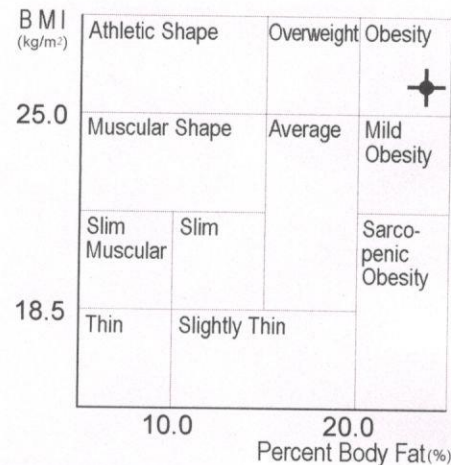 BMI
(kg/m²)
Athletic Shape
Overweight
Obesity
25.0
Muscular Shape
Average
Mild
Obesity
Slim
Muscular
Slim
Sarco-
penic
Obesity
18.5
Thin
Slightly Thin
10.0
20.0
Percent Body Fat(%)